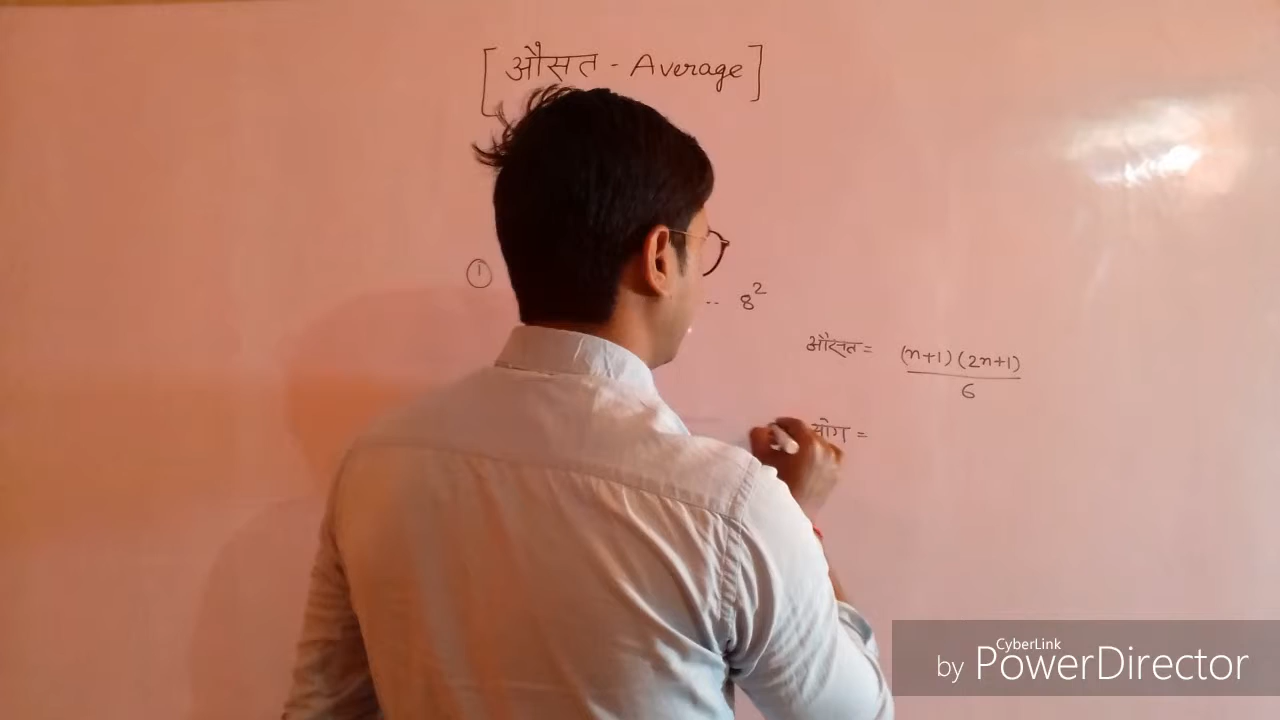 [औसत - Average]
①
.. 8²
औसत = (n+1)(2n+1)
6
योग =
CyberLink
by PowerDirector